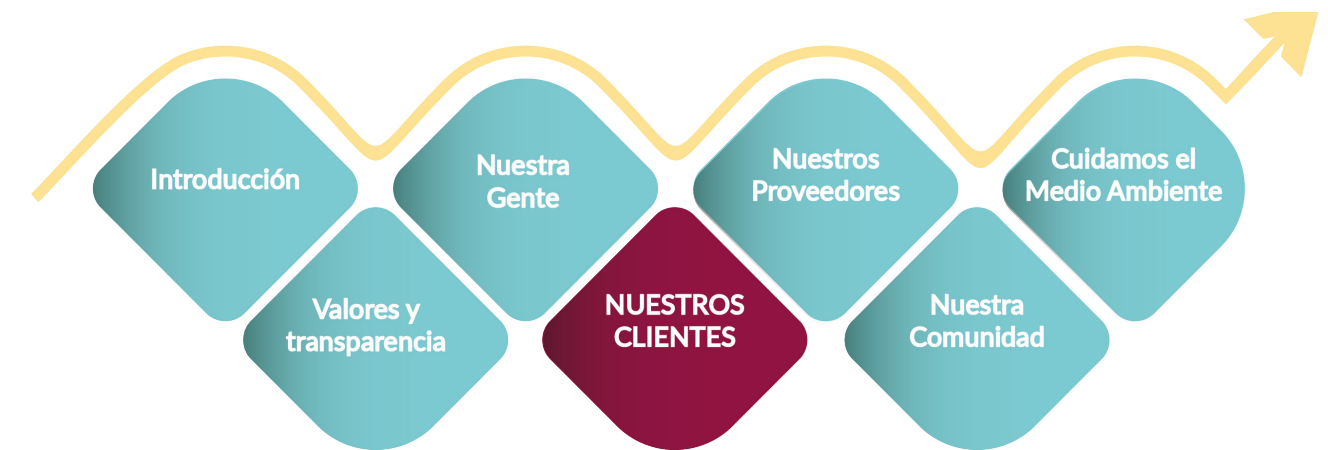 Introducción
Valores y
transparencia
Nuestra
Gente
NUESTROS
CLIENTES
Nuestros
Proveedores
Nuestra
Comunidad
Cuidamos el
Medio Ambiente